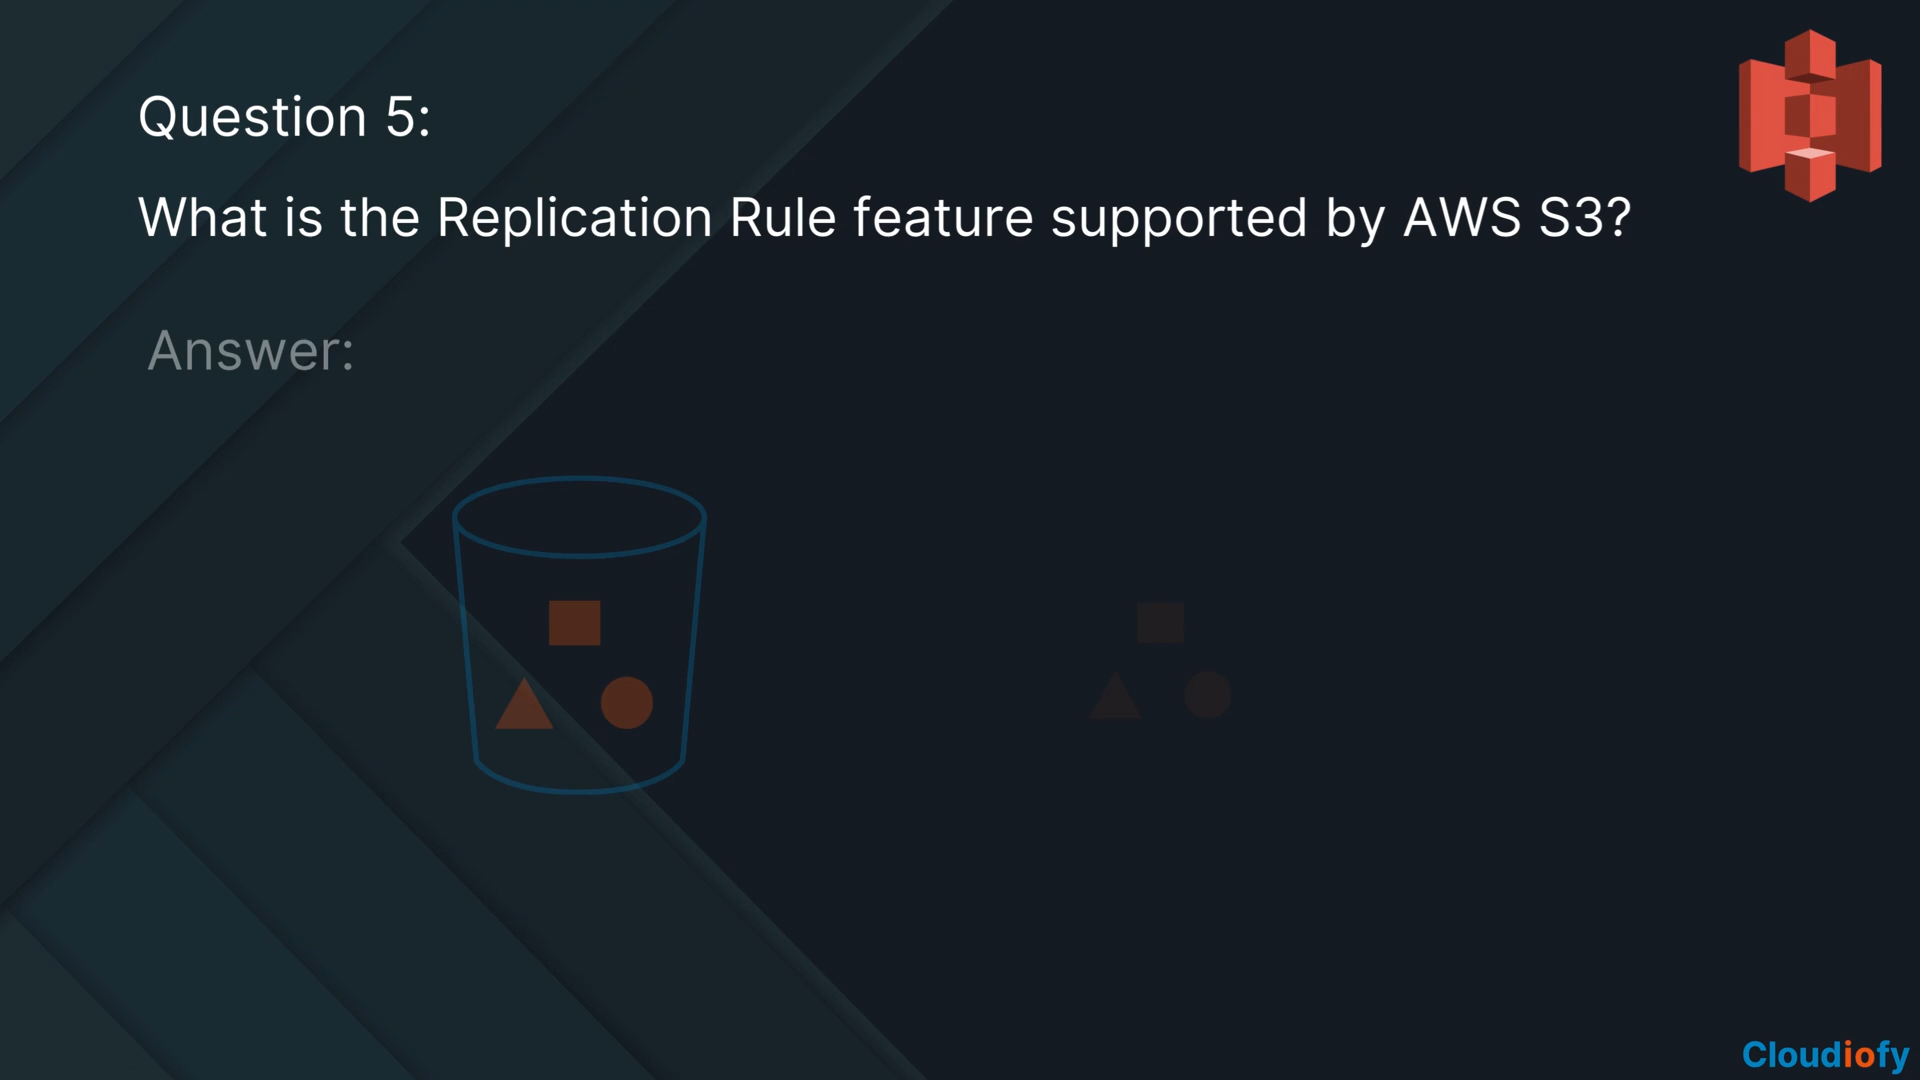 Question 5:
What is the Replication Rule feature supported by AWS S3?
Answer:
Cloudiofy